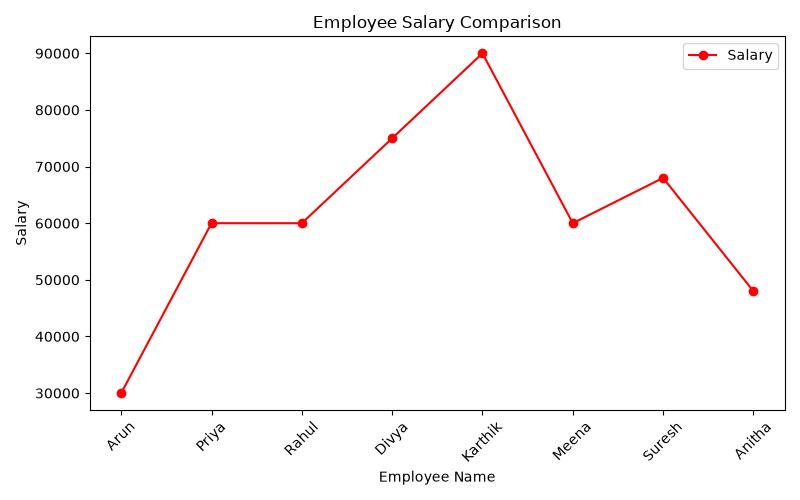 Employee Salary Comparison
Salary
90000
80000
70000
60000
50000
40000
30000
Salary
Arun
Priya
Rahul
Divya
Karthik
Meena
Suresh
Anitha
Employee Name